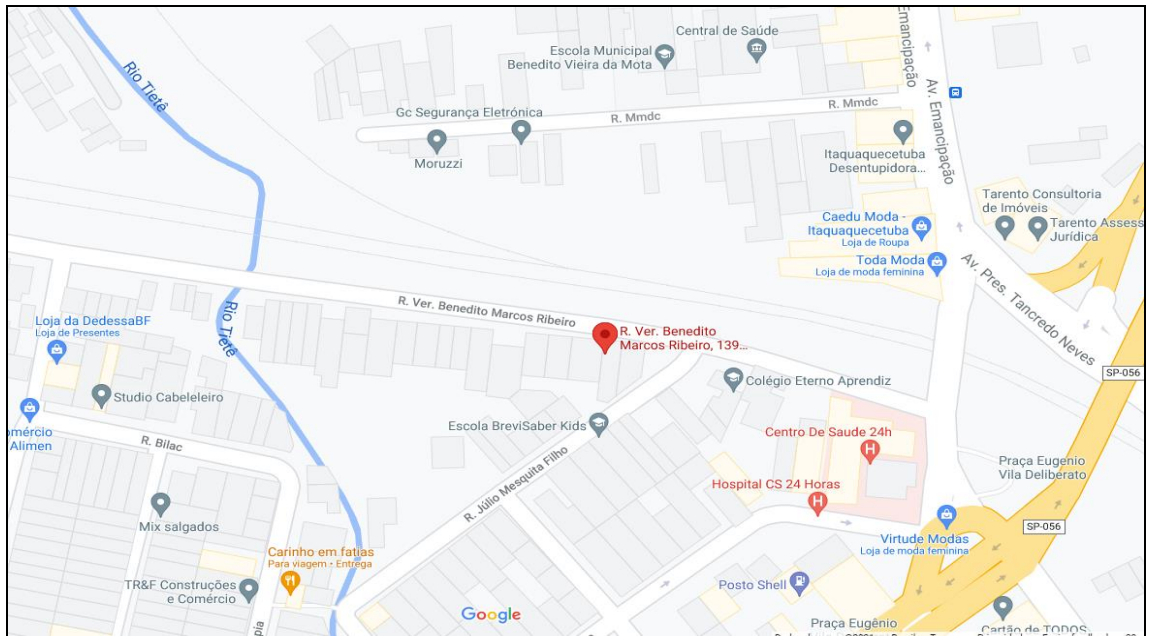 Central de Saúde
Escola Municipal
Benedito Vieira da Mota
Emancipação
Av. Emancipação
Rio Tietê
Gc Segurança Eletrónica
R. Mmdc
R. Mmdc
Moruzzi
Itaquaquecetuba
Desentupidora...
Tarento Consultoria
de Imóveis
Tarento Assess
Jurídica
Caedu Moda -
Itaquaquecetuba
Loja de Roupa
Toda Moda
Loja de moda feminina
Av. Pres. Tancredo Neves
R. Ver. Benedito Marcos Ribeiro
Rio Tietê
Loja da DedessaBF
Loja de Presentes
R. Ver. Benedito
Marcos Ribeiro, 139...
SP-056
Colégio Eterno Aprendiz
Studio Cabeleleiro
omércio
Alimen
Escola BreviSaber Kids
R. Bilac
Centro De Saude 24h
R. Júlio Mesquita Filho
Praça Eugenio
Vila Deliberato
Hospital CS 24 Horas
Mix salgados
SP-056
Virtude Modas
Loja de moda feminina
Carinho em fatias
Para viagem • Entrega
TR&F Construções
e Comércio
Posto Shell
Google
Praça Eugênio
Cartão de TODOS
pia